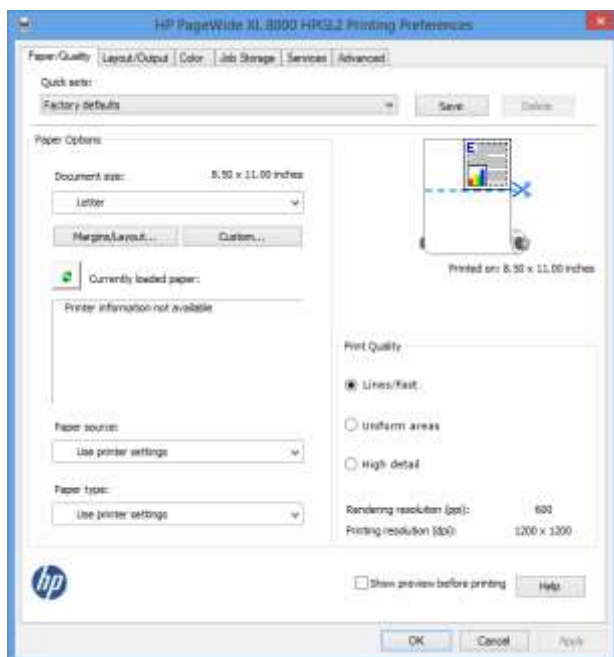 HP PageWide XL 8000 HPGL2 Printing Preferences
Paper/Quality Layout/Output Color Job Storage Services Advanced
Quick sets:
Factory defaults Save Delete
Paper Options
Document size: 8.50 x 11.00 inches
Letter
Margins/Layout... Custom...
Currently loaded paper:
Printer information not available
Paper source:
Use printer settings
Paper type:
Use printer settings
E
Printed on: 8.50 x 11.00 inches
Print Quality
Lines/Fast
Uniform areas
High detail
Rendering resolution (ppi): 600
Printing resolution (dpi): 1200 x 1200
hp
Show preview before printing Help
OK Cancel Apply